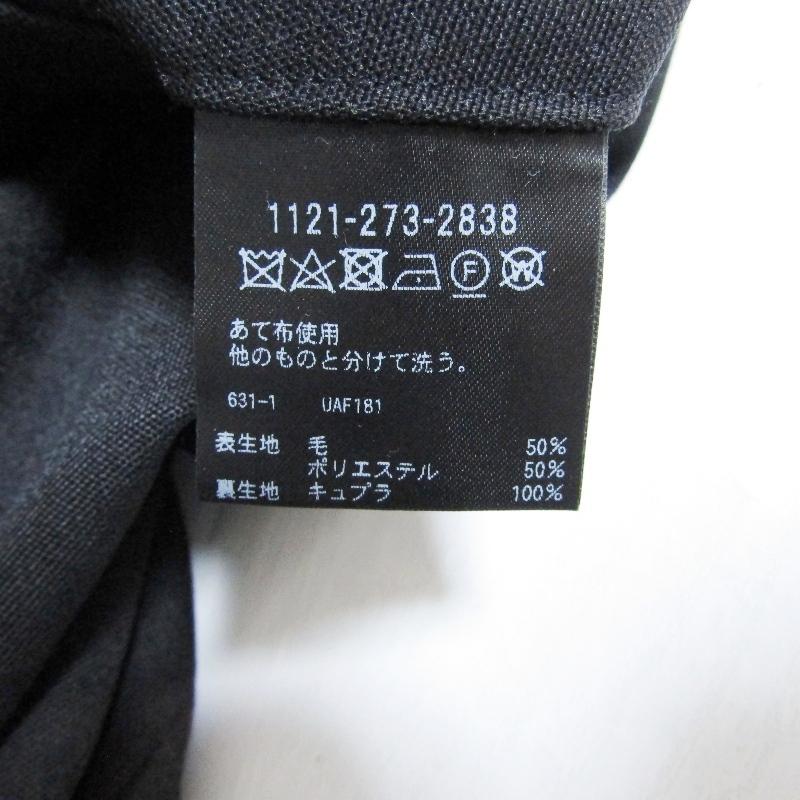 1121-273-2838
F W
あて布使用
他のものと分けて洗う。
631-1 UAF181
表生地 毛 50%
ポリエステル 50%
裏生地 キュプラ 100%